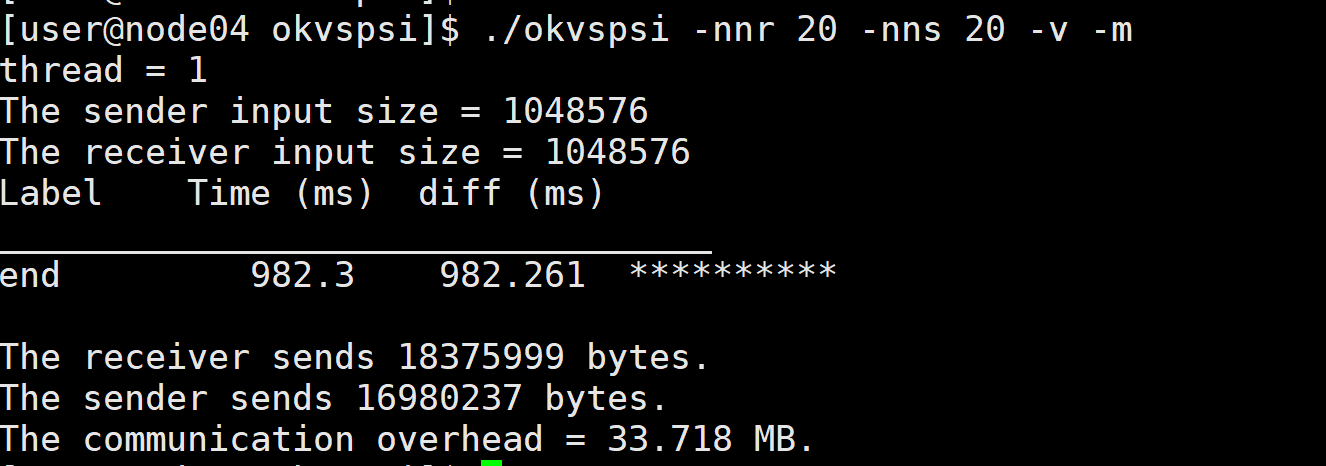 [user@node04 okvspsi]$ ./okvspsi -nnr 20 -nns 20 -v -m
thread = 1
The sender input size = 1048576
The receiver input size = 1048576
Label    Time (ms)  diff (ms)
__________________________________
end         982.3    982.261  **********
The receiver sends 18375999 bytes.
The sender sends 16980237 bytes.
The communication overhead = 33.718 MB.